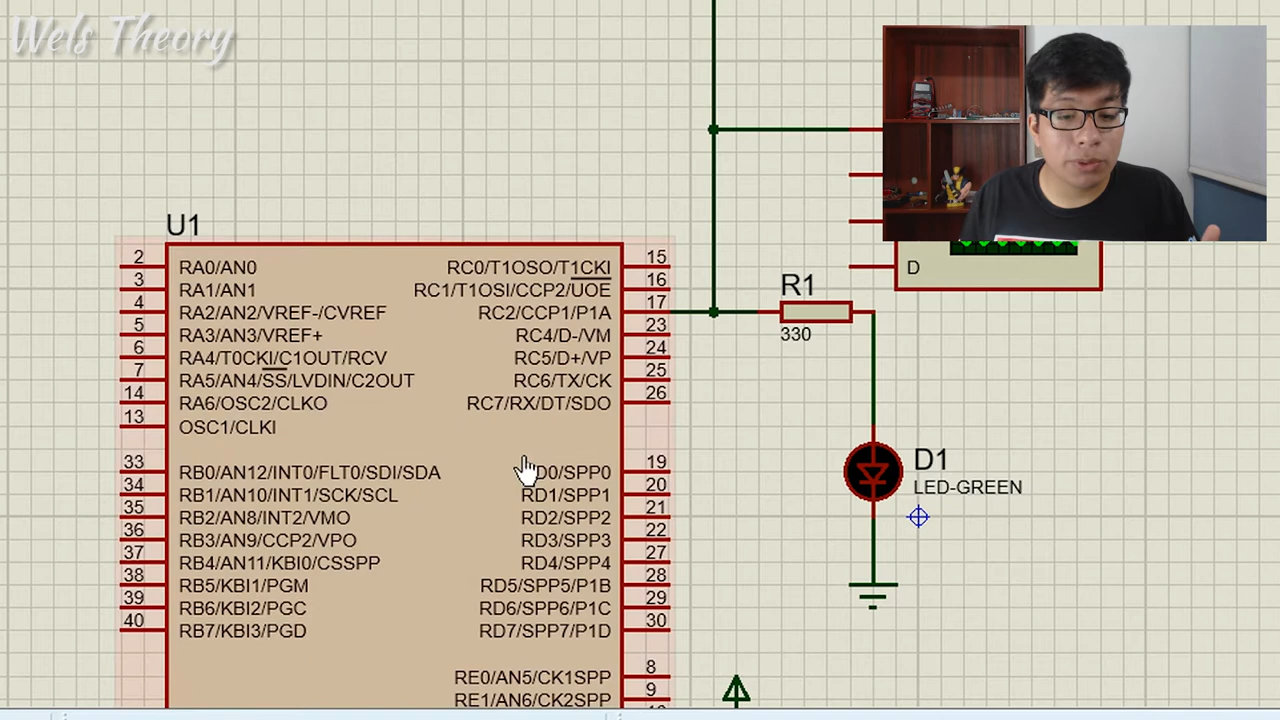 Wels Theory
U1
2 RA0/AN0 RC0/T1OSO/T1CKI 15
3 RA1/AN1 RC1/T1OSI/CCP2/UOE 16
4 RA2/AN2/VREF-/CVREF RC2/CCP1/P1A 17
5 RA3/AN3/VREF+ RC4/D-/VM 23
6 RA4/T0CKI/C1OUT/RCV RC5/D+/VP 24
7 RA5/AN4/SS/LVDIN/C2OUT RC6/TX/CK 25
14 RA6/OSC2/CLKO RC7/RX/DT/SDO 26
13 OSC1/CLKI
33 RB0/AN12/INT0/FLT0/SDI/SDA D0/SPP0 19
34 RB1/AN10/INT1/SCK/SCL RD1/SPP1 20
35 RB2/AN8/INT2/VMO RD2/SPP2 21
36 RB3/AN9/CCP2/VPO RD3/SPP3 22
37 RB4/AN11/KBI0/CSSPP RD4/SPP4 27
38 RB5/KBI1/PGM RD5/SPP5/P1B 28
39 RB6/KBI2/PGC RD6/SPP6/P1C 29
40 RB7/KBI3/PGD RD7/SPP7/P1D 30
RE0/AN5/CK1SPP 8
RE1/AN6/CK2SPP 9
D
R1
330
D1
LED-GREEN